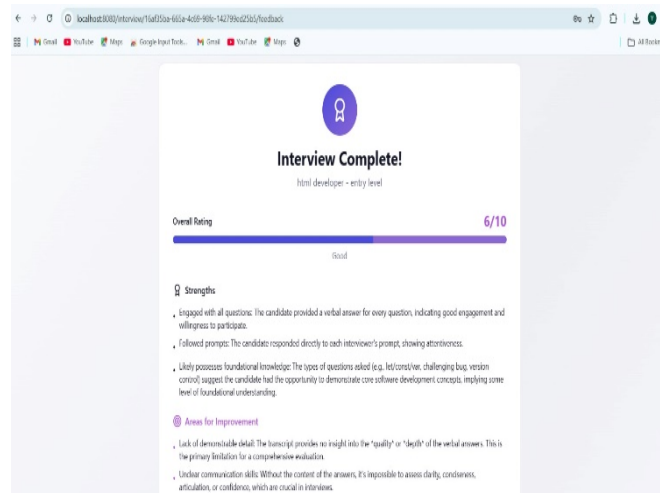 localhost:8080/interview/16af35ba-665a-4c69-98fc-142799ed25b5/feedback
Gmail YouTube Maps Google Input Tools... Gmail YouTube Maps
All Bookm
Interview Complete!
html developer - entry level
Overall Rating 6/10
Good
Strengths
• Engaged with all questions: The candidate provided a verbal answer for every question, indicating good engagement and
willingness to participate.
• Followed prompts: The candidate responded directly to each interviewer's prompt, showing attentiveness.
• Likely possesses foundational knowledge: The types of questions asked (e.g., let/const/var, challenging bug, version
control) suggest the candidate had the opportunity to demonstrate core software development concepts, implying some
level of foundational understanding.
Areas for Improvement
• Lack of demonstrable detail: The transcript provides no insight into the *quality* or *depth* of the verbal answers. This is
the primary limitation for a comprehensive evaluation.
• Unclear communication skills: Without the content of the answers, it's impossible to assess clarity, conciseness,
articulation, or confidence, which are crucial in interviews.